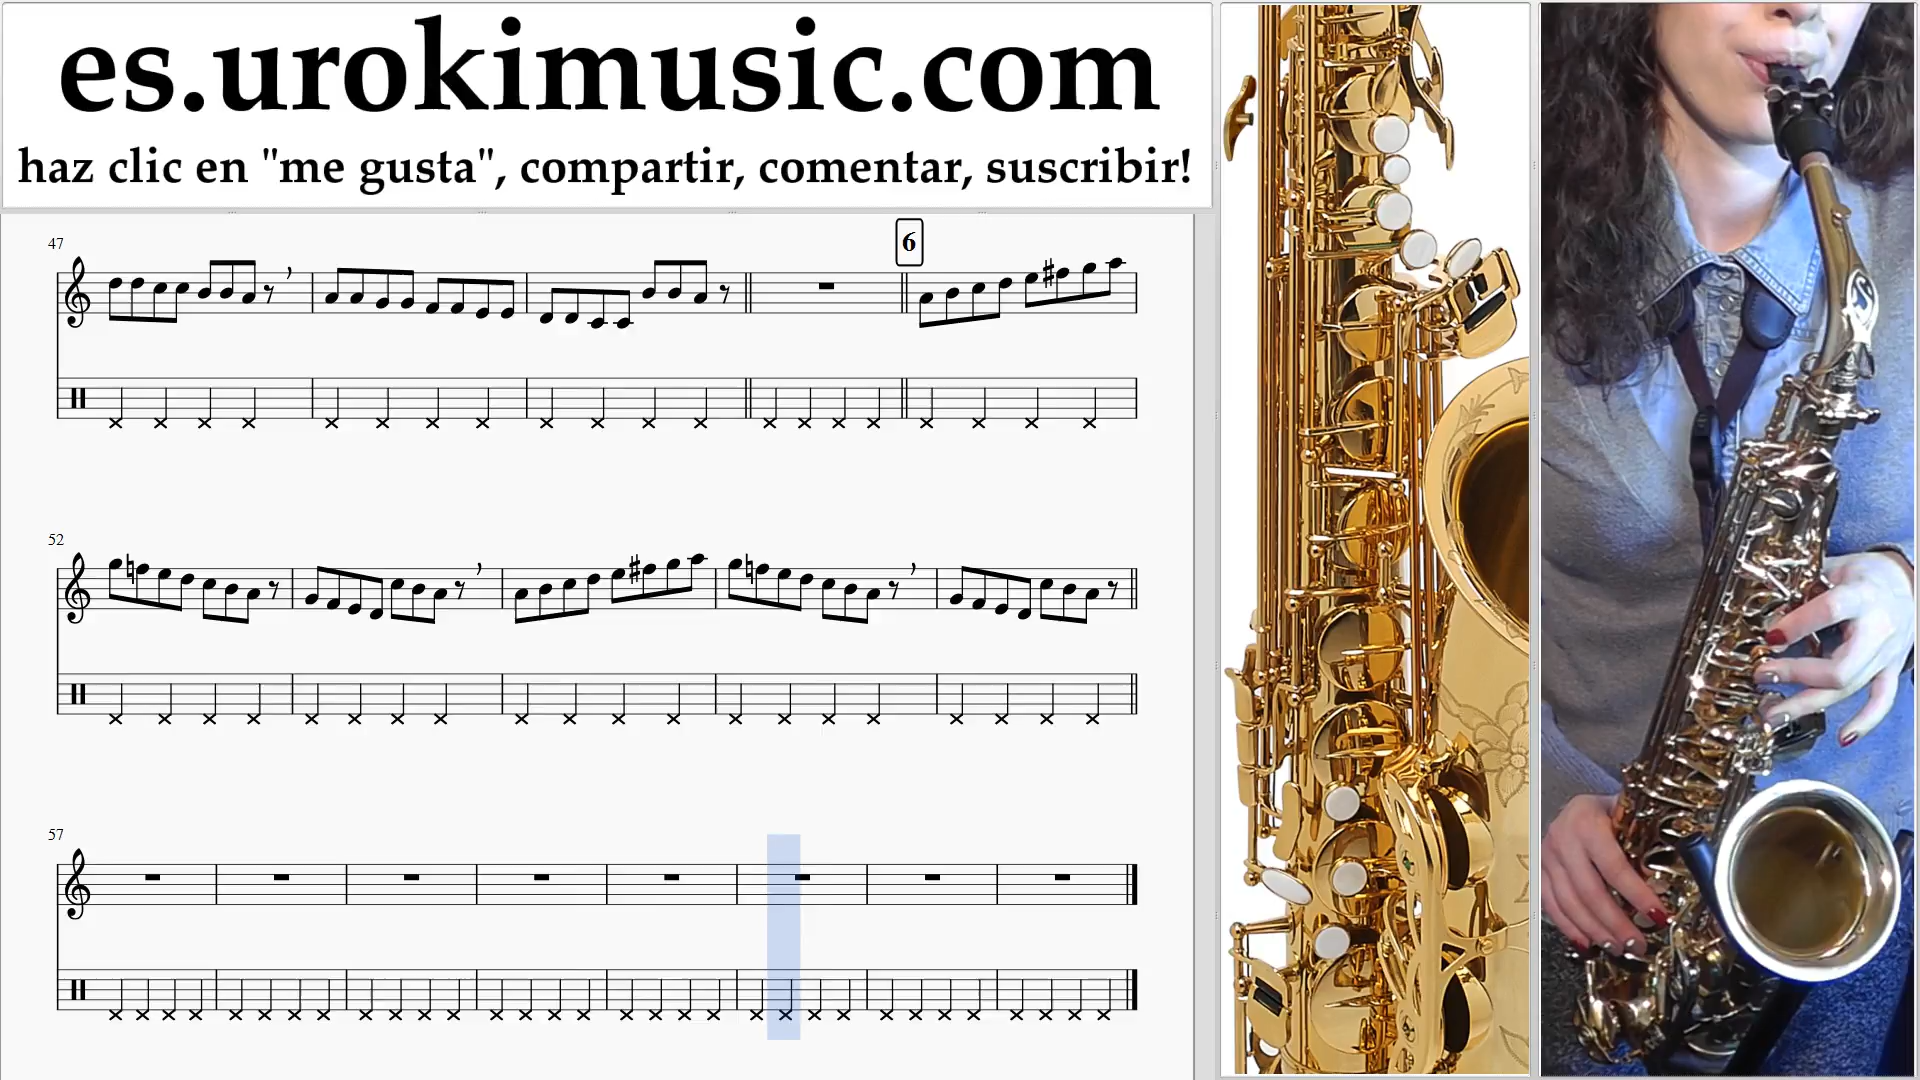 es.urokimusic.com
haz clic en "me gusta", compartir, comentar, suscribir!
47
6
52
57